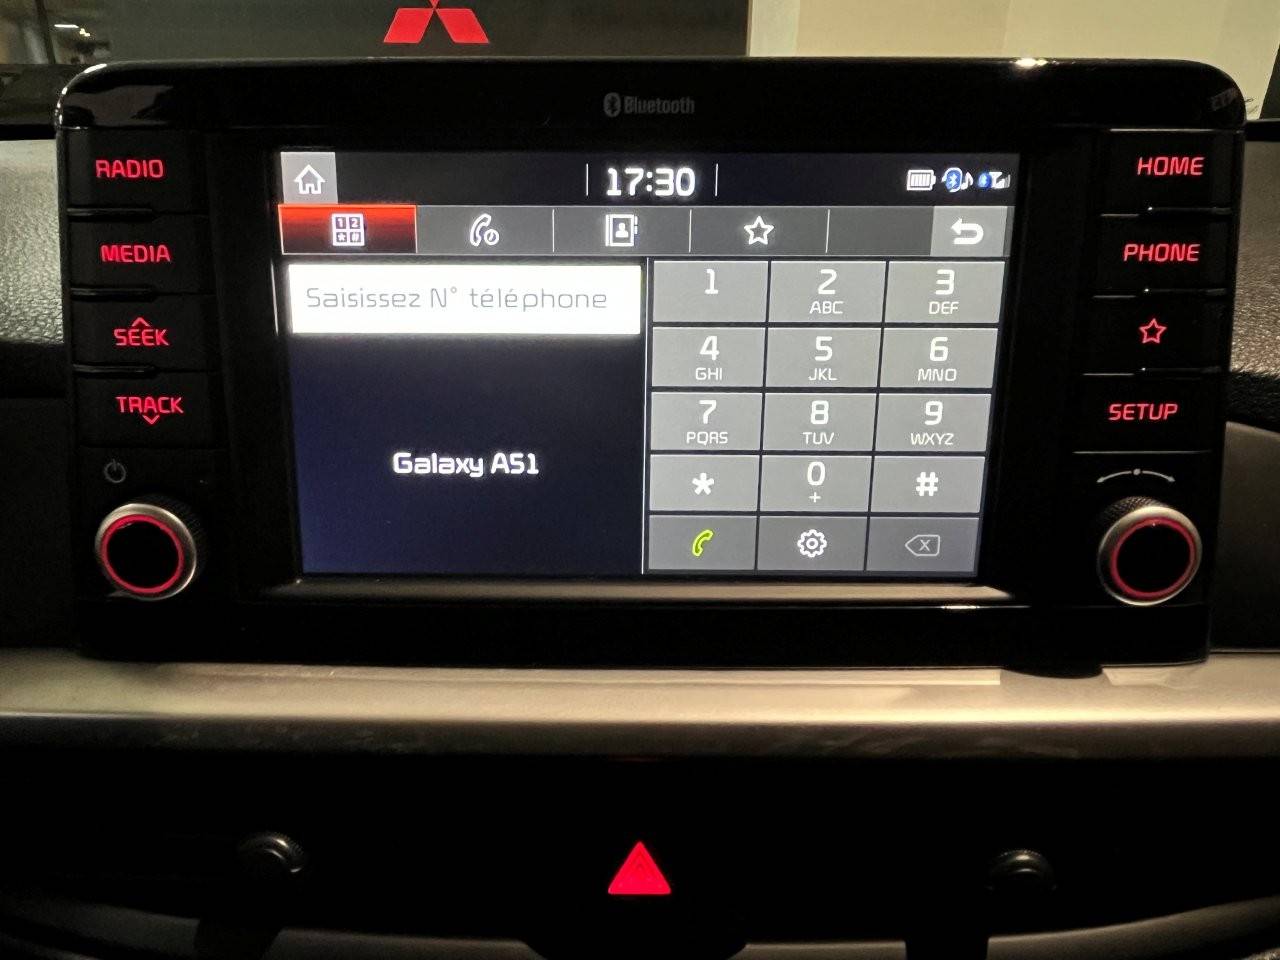 Bluetooth
RADIO
MEDIA
SEEK
TRACK
17:30
Saisissez N° téléphone
Galaxy A51
1
2
ABC
3
DEF
4
GHI
5
JKL
6
MNO
7
PQRS
8
TUV
9
WXYZ
*
0
+
#
HOME
PHONE
SETUP